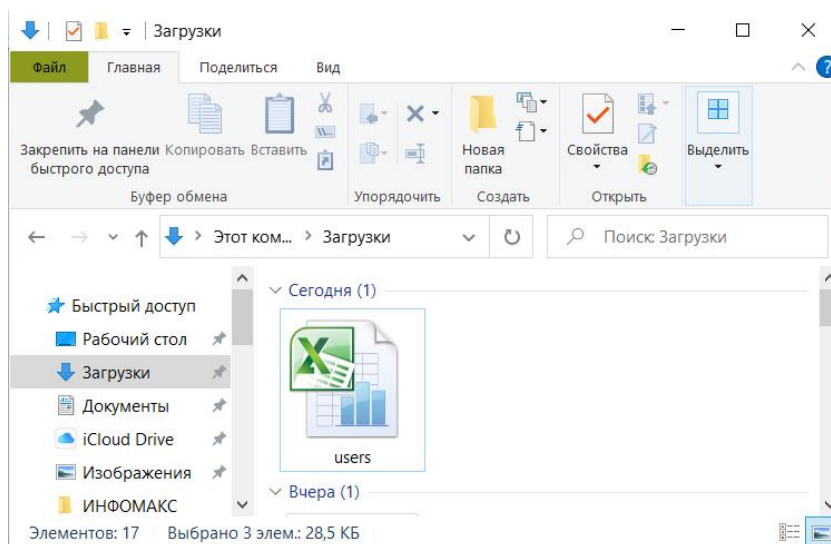 Загрузки
Файл Главная Поделиться Вид
Закрепить на панели быстрого доступа
Копировать
Вставить
Новая папка
Свойства
Выделить
Буфер обмена Упорядочить Создать Открыть
Этот ком... Загрузки Поиск: Загрузки
Быстрый доступ
Рабочий стол
Загрузки
Документы
iCloud Drive
Изображения
ИНФОМАКС
Сегодня (1)
users
Вчера (1)
Элементов: 17 Выбрано 3 элем.: 28,5 КБ